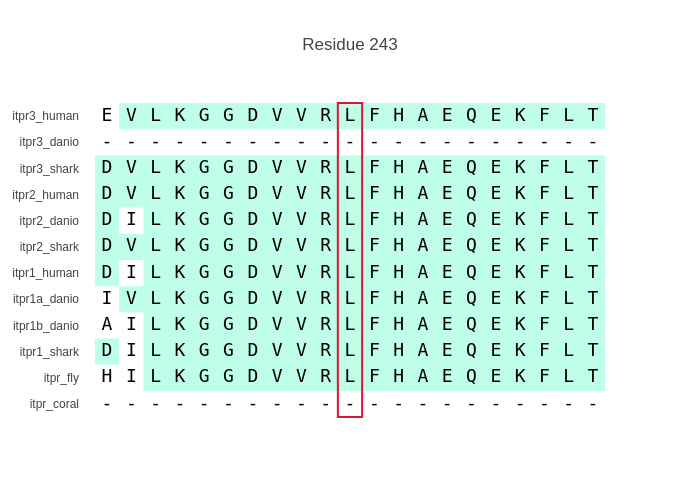 Residue 243
itpr3_human E V L K G G D V V R L F H A E Q E K F L T
itpr3_danio - - - - - - - - - - - - - - - - - - - - -
itpr3_shark D V L K G G D V V R L F H A E Q E K F L T
itpr2_human D V L K G G D V V R L F H A E Q E K F L T
itpr2_danio D I L K G G D V V R L F H A E Q E K F L T
itpr2_shark D V L K G G D V V R L F H A E Q E K F L T
itpr1_human D I L K G G D V V R L F H A E Q E K F L T
itpr1a_danio I V L K G G D V V R L F H A E Q E K F L T
itpr1b_danio A I L K G G D V V R L F H A E Q E K F L T
itpr1_shark D I L K G G D V V R L F H A E Q E K F L T
itpr_fly H I L K G G D V V R L F H A E Q E K F L T
itpr_coral - - - - - - - - - - - - - - - - - - - - -